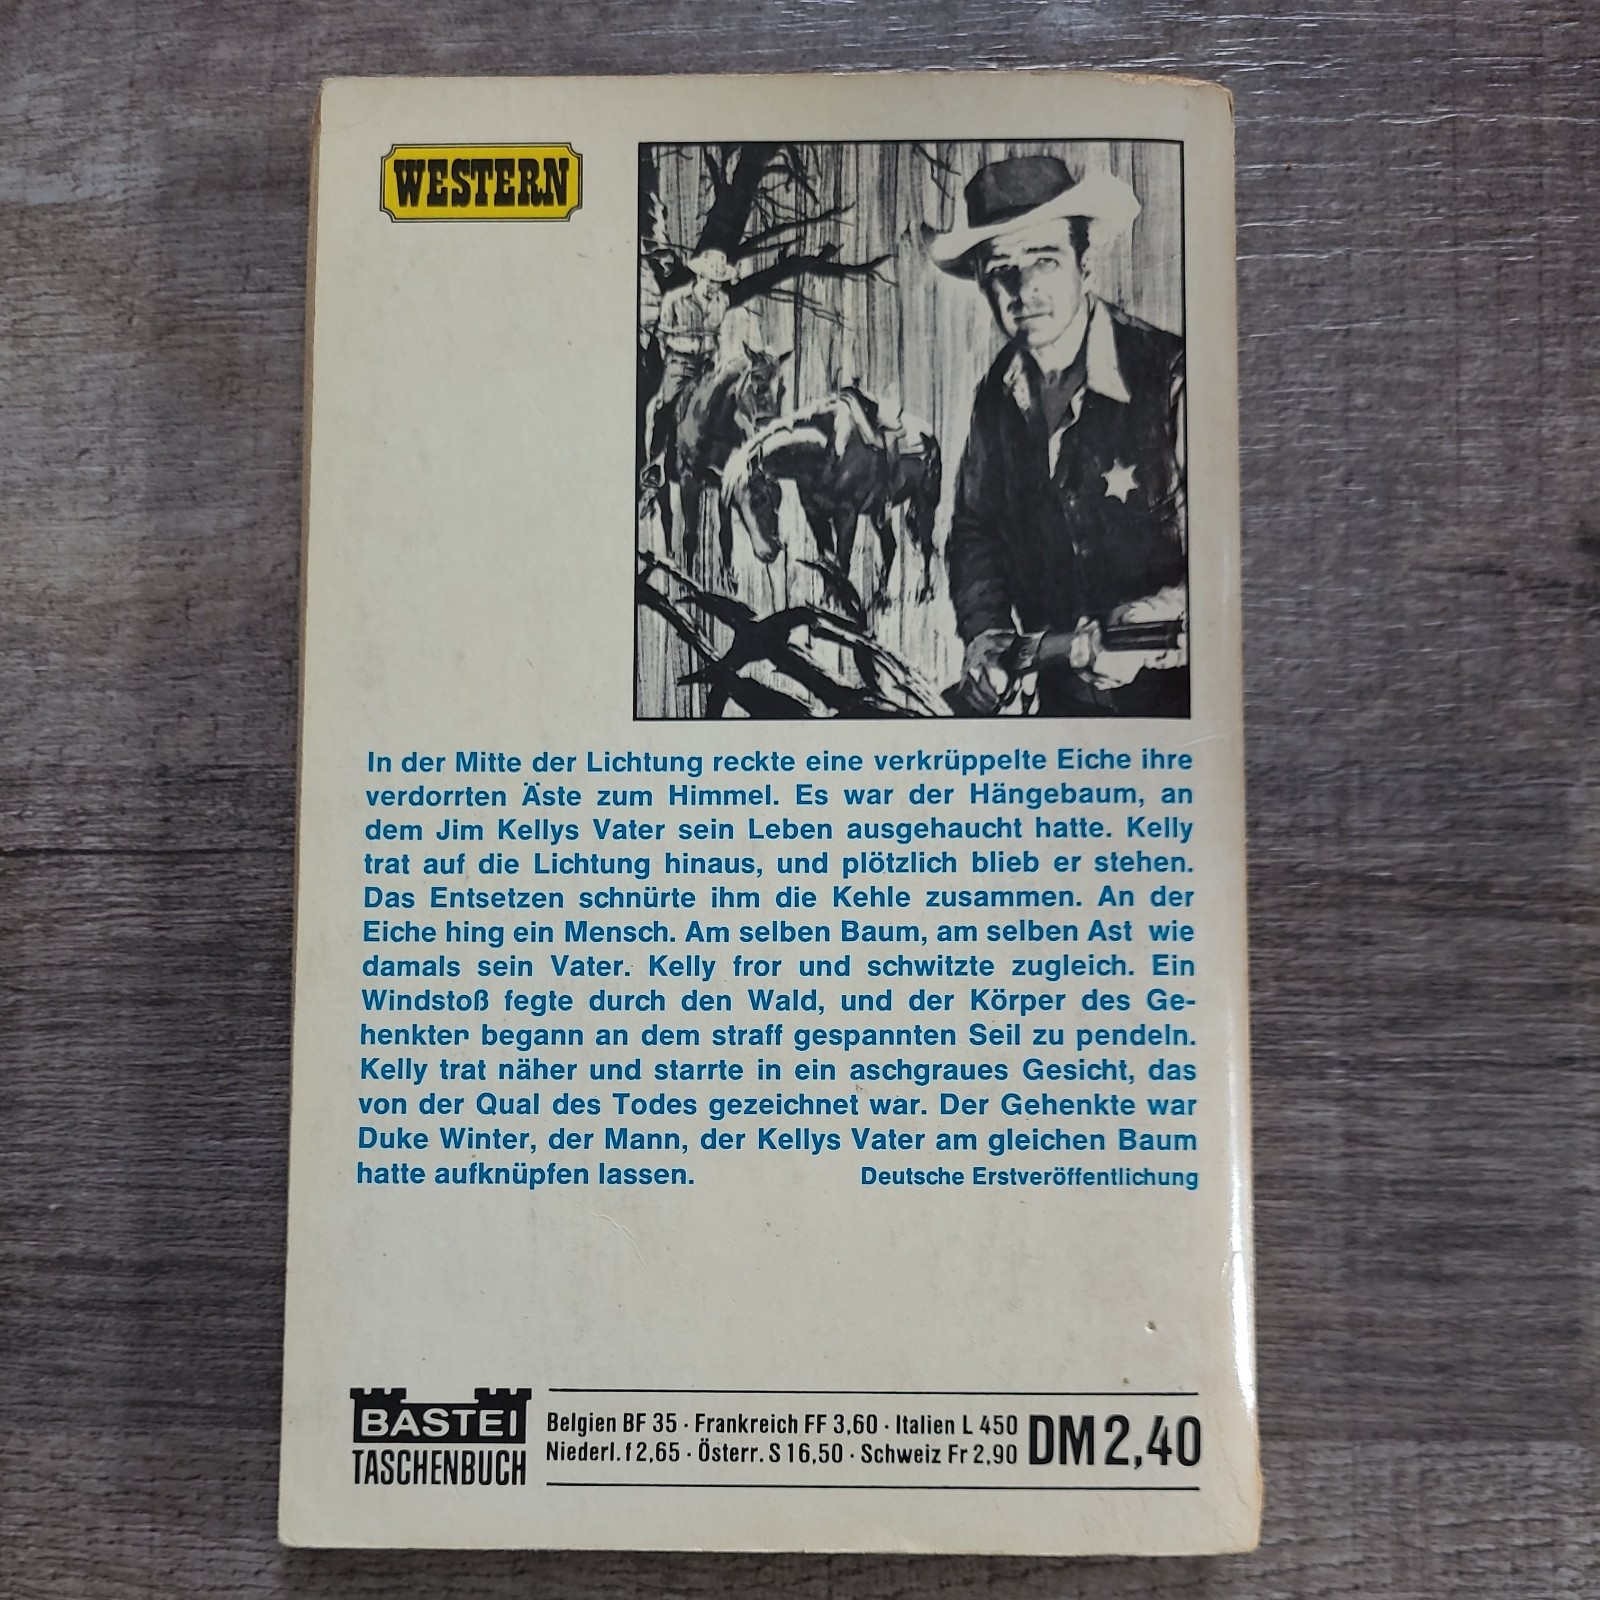 WESTERN
In der Mitte der Lichtung reckte eine verkrüppelte Eiche ihre
verdorrten Äste zum Himmel. Es war der Hängebaum, an
dem Jim Kellys Vater sein Leben ausgehaucht hatte. Kelly
trat auf die Lichtung hinaus, und plötzlich blieb er stehen.
Das Entsetzen schnürte ihm die Kehle zusammen. An der
Eiche hing ein Mensch. Am selben Baum, am selben Ast wie
damals sein Vater. Kelly fror und schwitzte zugleich. Ein
Windstoß fegte durch den Wald, und der Körper des Ge-
henkten begann an dem straff gespannten Seil zu pendeln.
Kelly trat näher und starrte in ein aschgraues Gesicht, das
von der Qual des Todes gezeichnet war. Der Gehenkte war
Duke Winter, der Mann, der Kellys Vater am gleichen Baum
hatte aufknüpfen lassen. Deutsche Erstveröffentlichung
BASTEI
TASCHENBUCH
Belgien BF 35 · Frankreich FF 3,60 · Italien L 450
Niederl. f 2,65 · Österr. S 16,50 · Schweiz Fr 2,90
DM 2,40